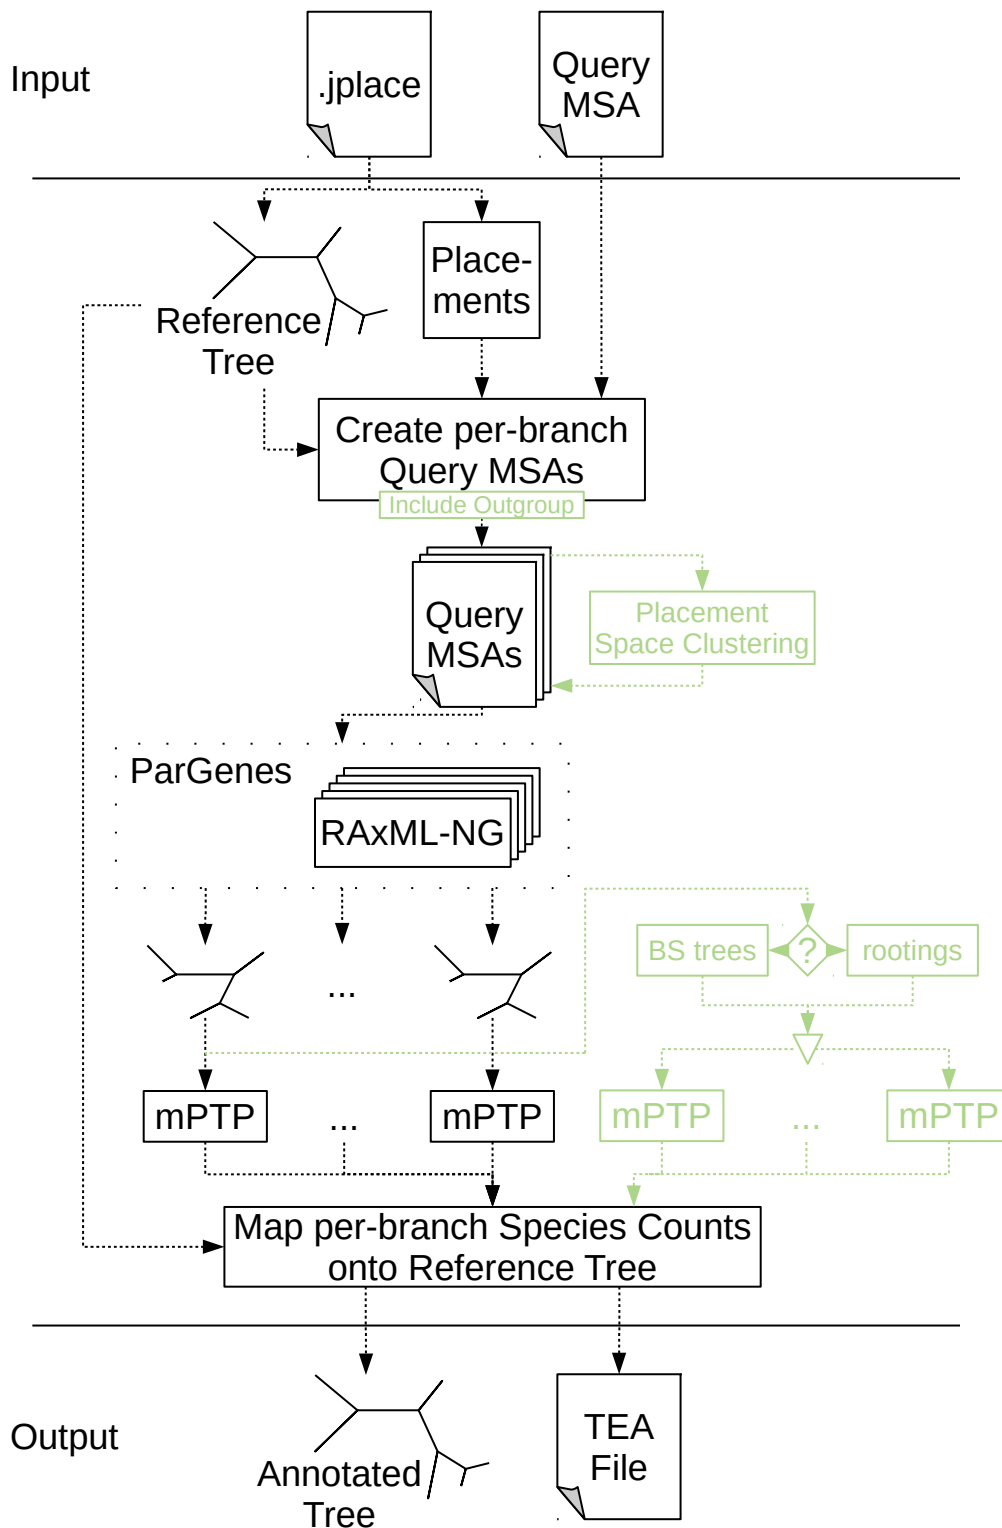 Input
.jplace
Query
MSA
Place-
ments
Reference
Tree
Create per-branch
Query MSAs
Include Outgroup
Query
MSAs
Placement
Space Clustering
ParGenes
RAxML-NG
BS trees
?
rootings
...
mPTP
...
mPTP
mPTP
...
mPTP
Map per-branch Species Counts
onto Reference Tree
Output
Annotated
Tree
TEA
File